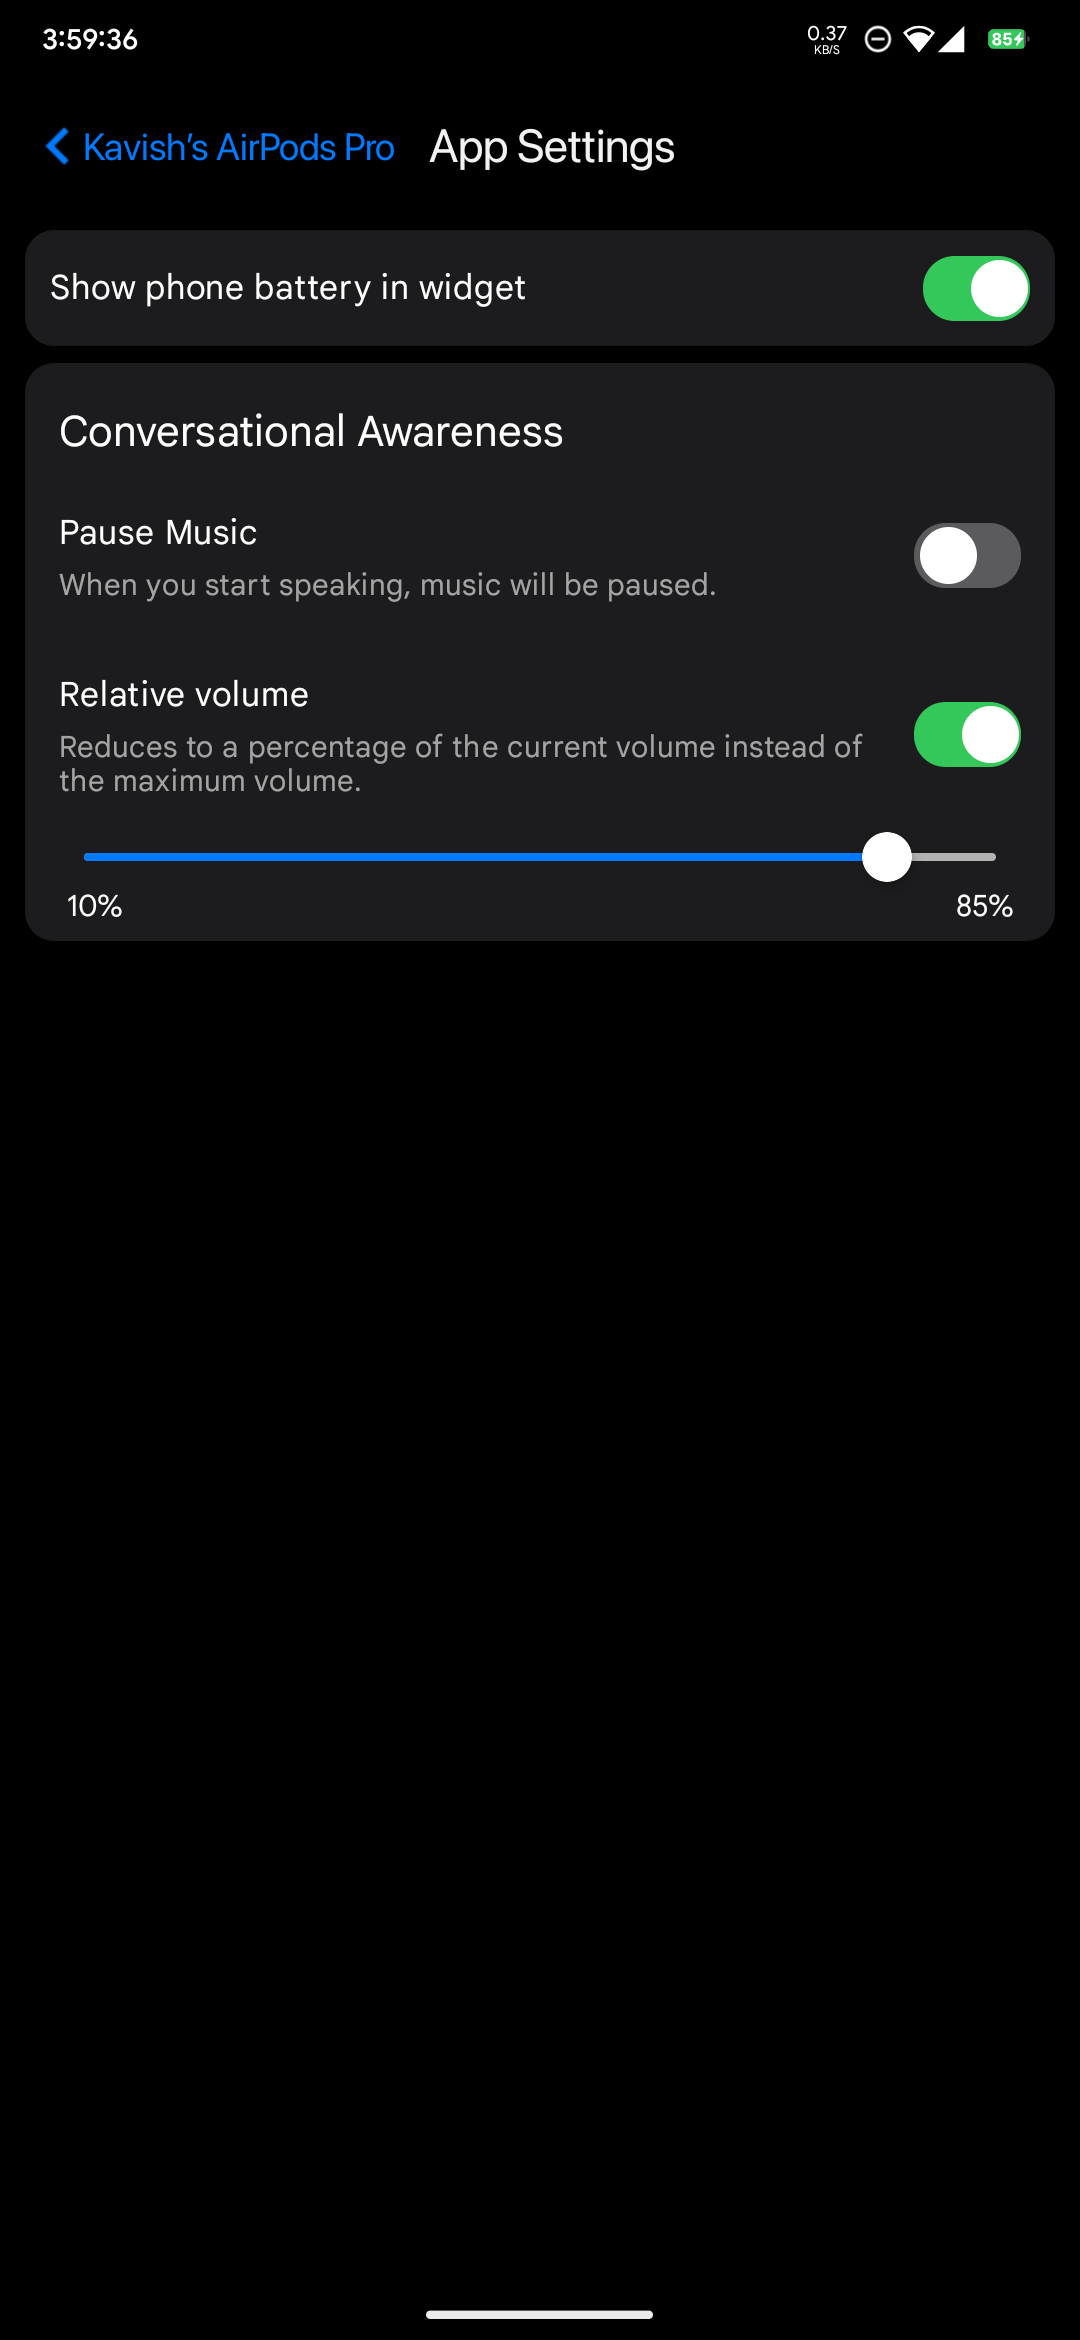 3:59:36
0.37
KB/S
85
Kavish's AirPods Pro App Settings
Show phone battery in widget
Conversational Awareness
Pause Music
When you start speaking, music will be paused.
Relative volume
Reduces to a percentage of the current volume instead of
the maximum volume.
10% 85%